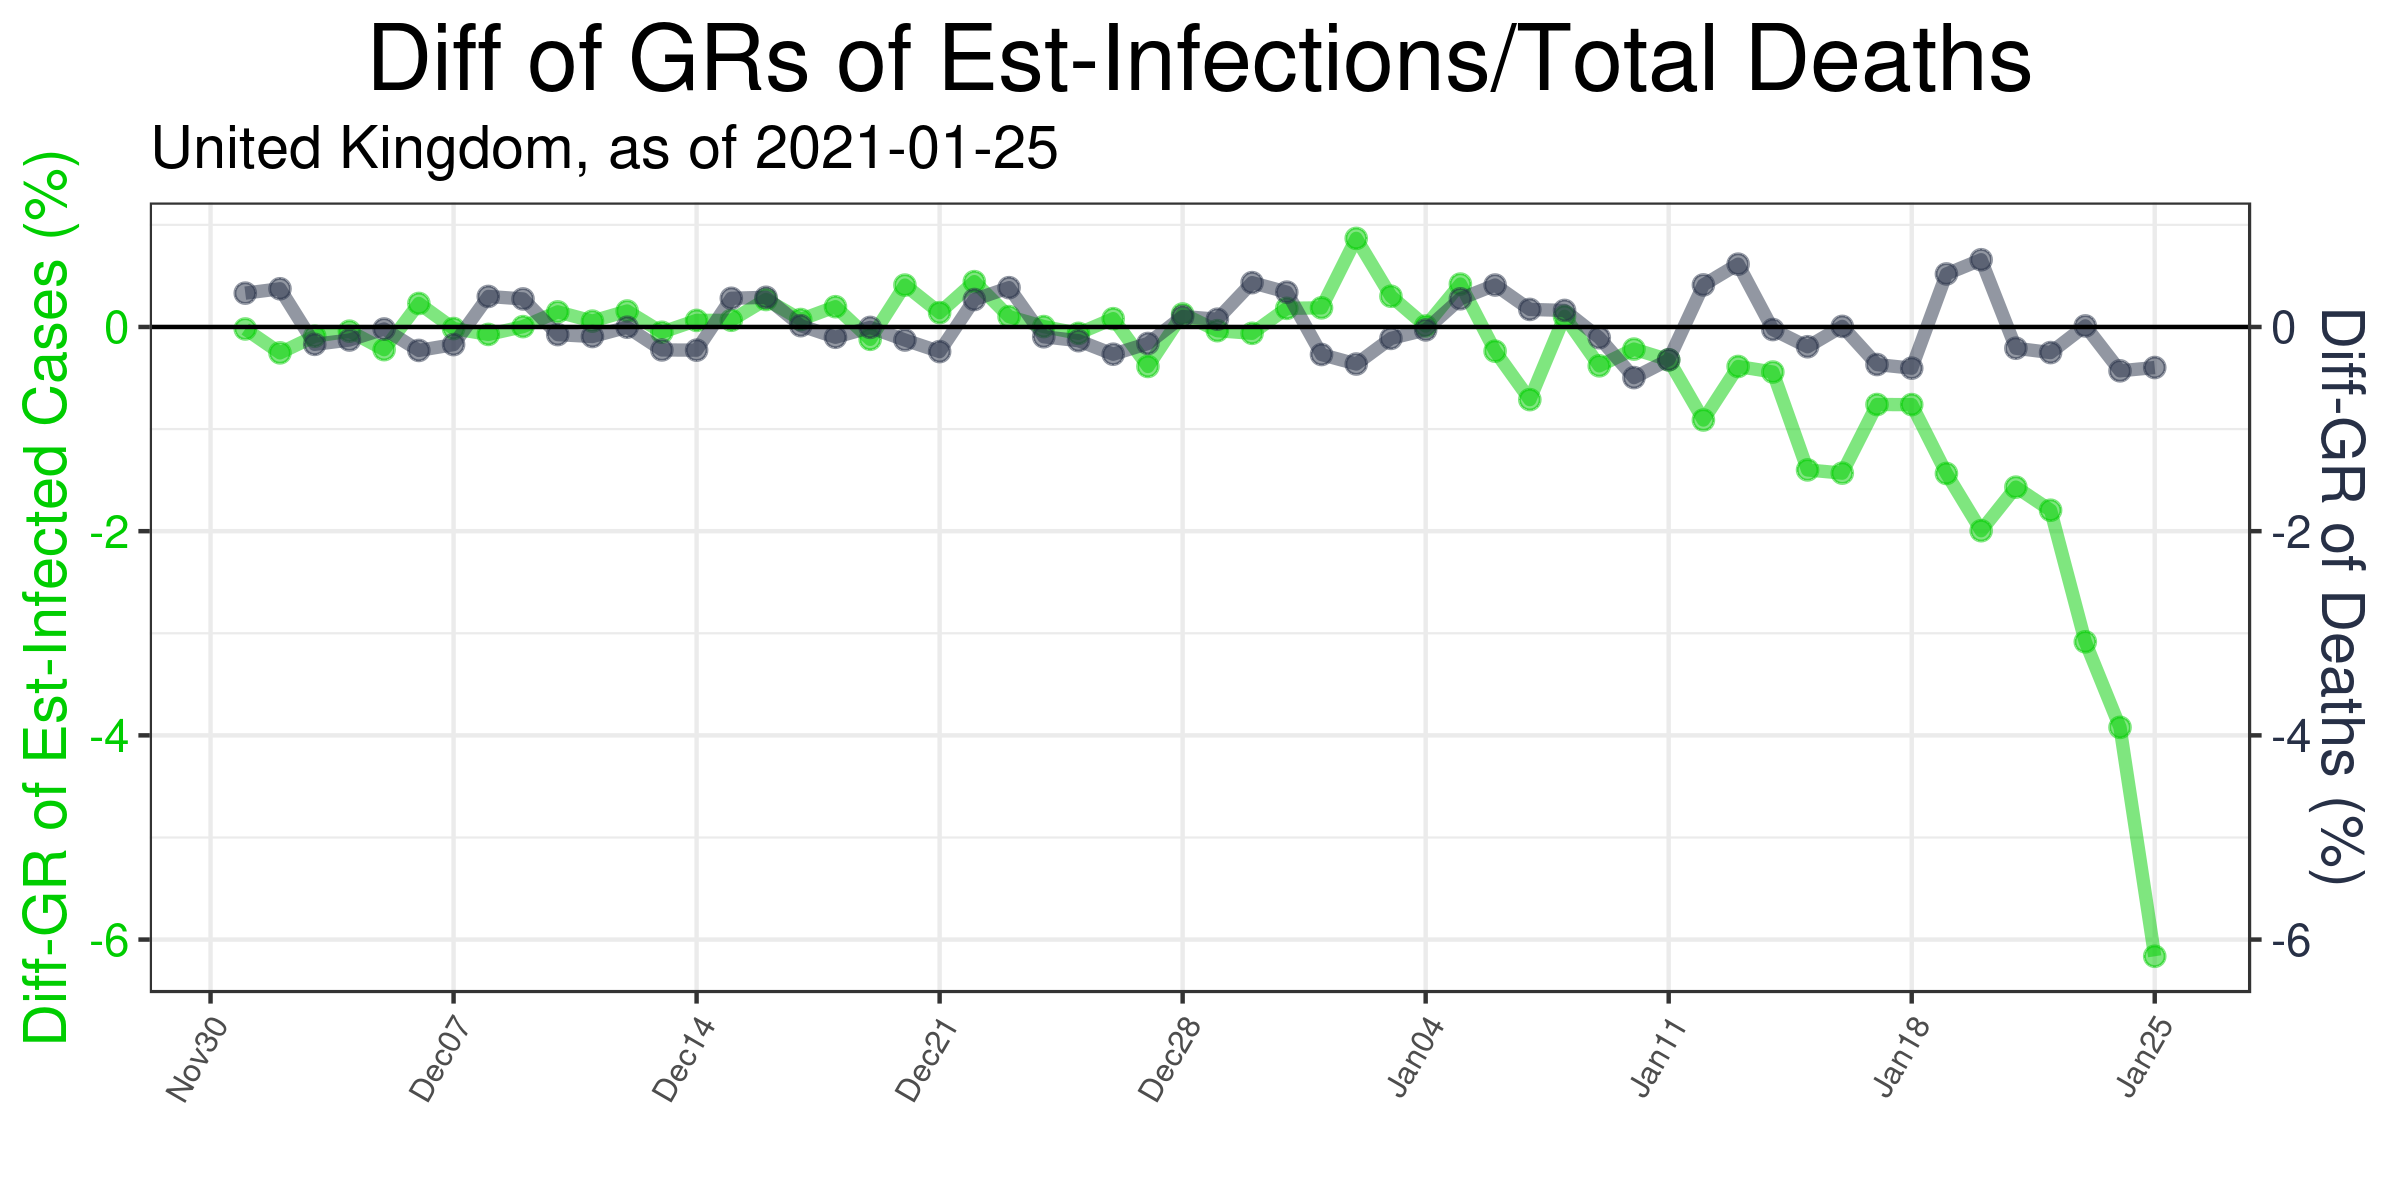 Diff of GRs of Est-Infections/Total Deaths
United Kingdom, as of 2021-01-25
Diff-GR of Est-Infected Cases (%)
0
-2
-4
-6
0
-2
-4
-6
Diff-GR of Deaths (%)
Nov30
Dec07
Dec14
Dec21
Dec28
Jan04
Jan11
Jan18
Jan25